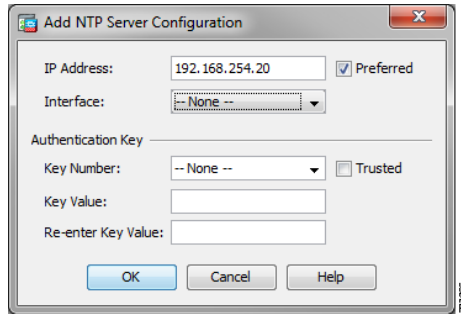 Add NTP Server Configuration
IP Address: 192.168.254.20 Preferred
Interface: -- None --
Authentication Key
Key Number: -- None -- Trusted
Key Value:
Re-enter Key Value:
OK Cancel Help